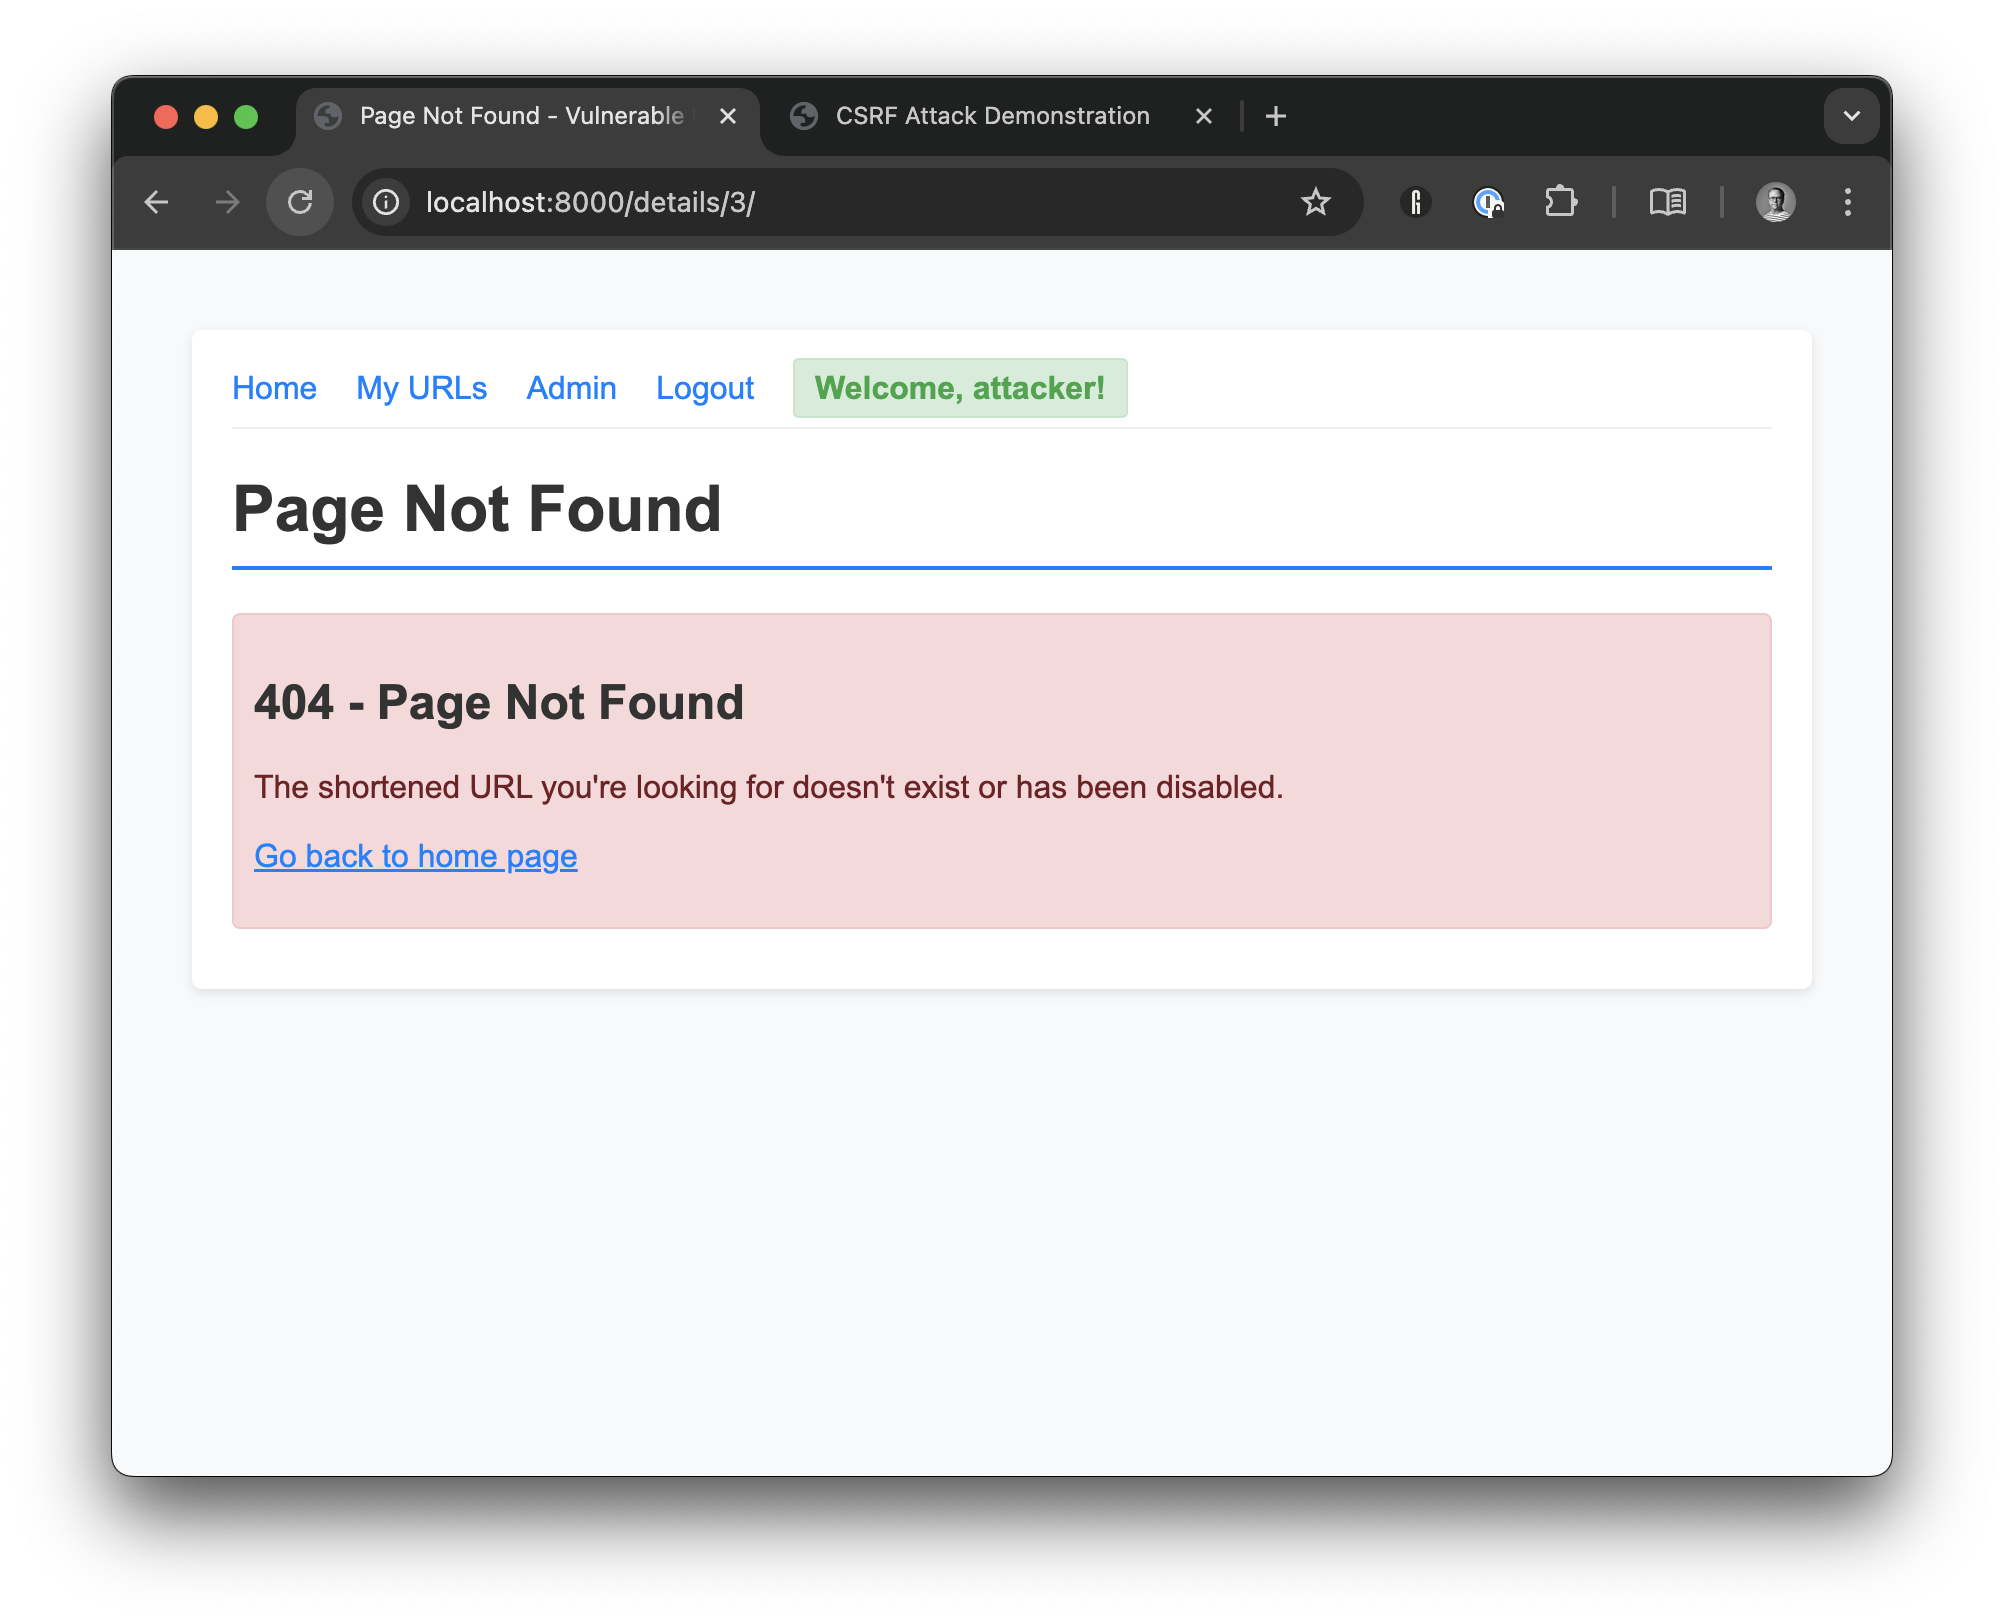 Page Not Found - Vulnerable
CSRF Attack Demonstration
localhost:8000/details/3/
Home My URLs Admin Logout Welcome, attacker!
Page Not Found
404 - Page Not Found
The shortened URL you're looking for doesn't exist or has been disabled.
Go back to home page